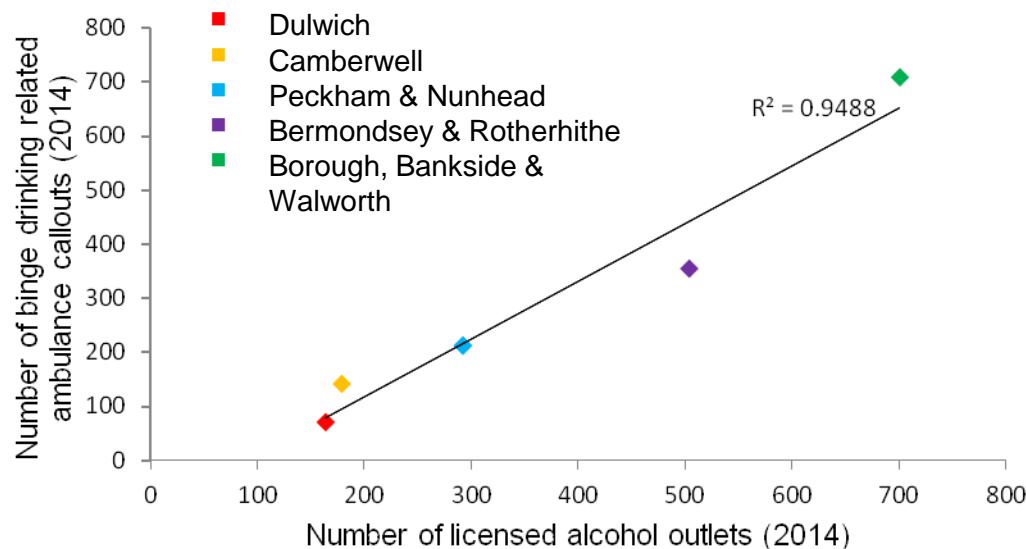 Dulwich
Camberwell
Peckham & Nunhead
Bermondsey & Rotherhithe
Borough, Bankside &
Walworth
R² = 0.9488
Number of binge drinking related
ambulance callouts (2014)
800
700
600
500
400
300
200
100
0
0 100 200 300 400 500 600 700 800
Number of licensed alcohol outlets (2014)